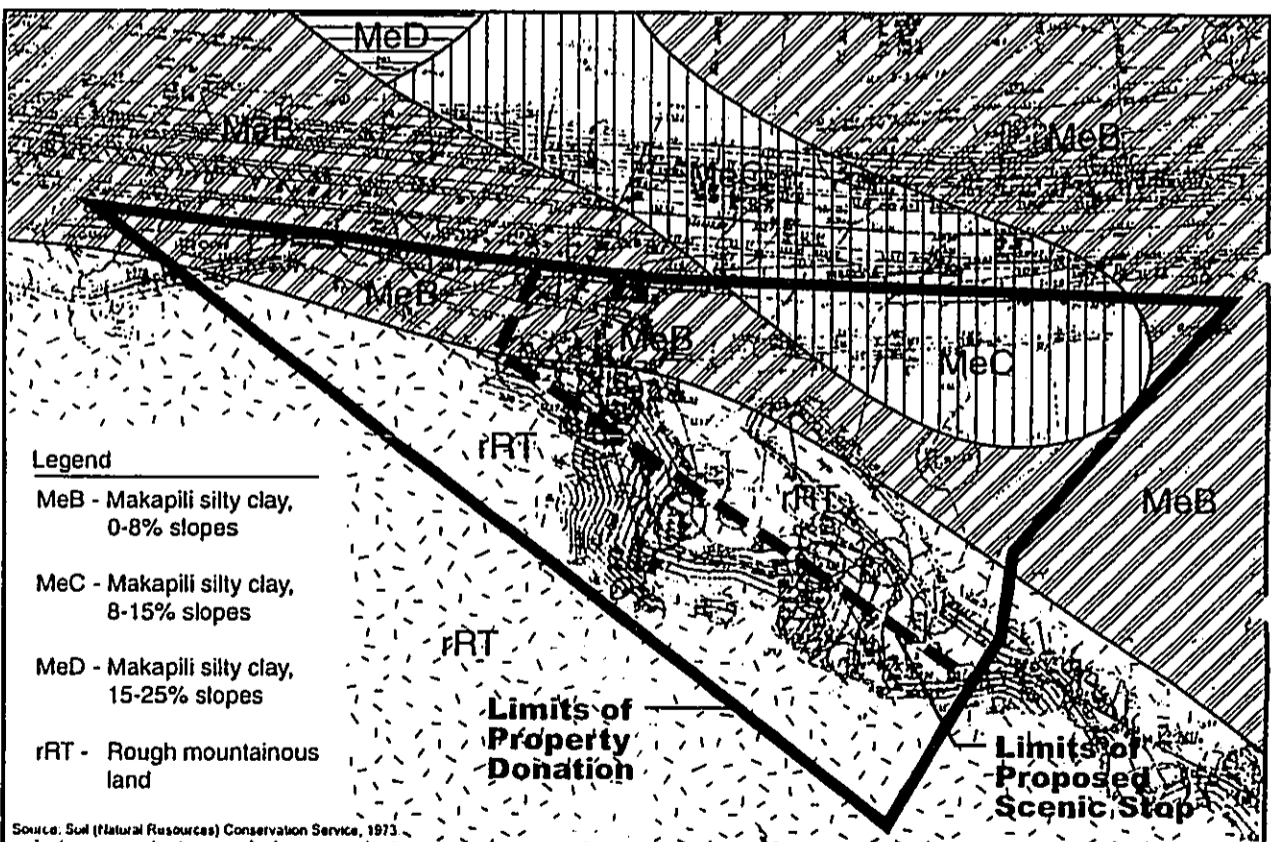 MeD
MeB
MeB
MeC
MeB
MeB
MeC
rRT
rRT
MeB
rRT
Legend
MeB - Makapili silty clay,
0-8% slopes
MeC - Makapili silty clay,
8-15% slopes
MeD - Makapili silty clay,
15-25% slopes
rRT - Rough mountainous
land
Limits of
Property
Donation
Limits of
Proposed
Scenic Stop
Source: Soil (Natural Resources) Conservation Service, 1973.